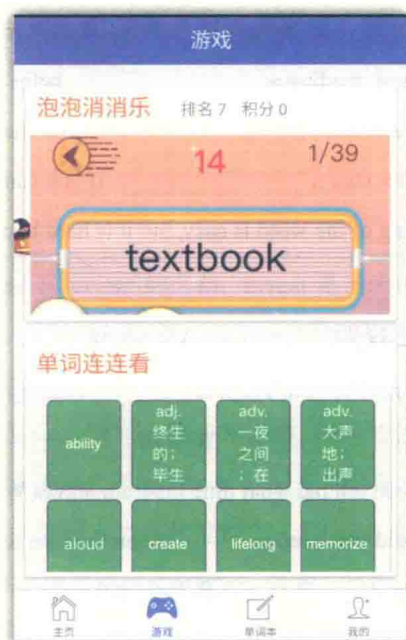 游戏
泡泡消消乐 排名 7 积分 0
14 1/39
textbook
单词连连看
ability
adj.
终生
的；
毕生
adv.
一夜
之间
；在
adv.
大声
地；
出声
aloud create lifelong memorize
主页 游戏 单词本 我的